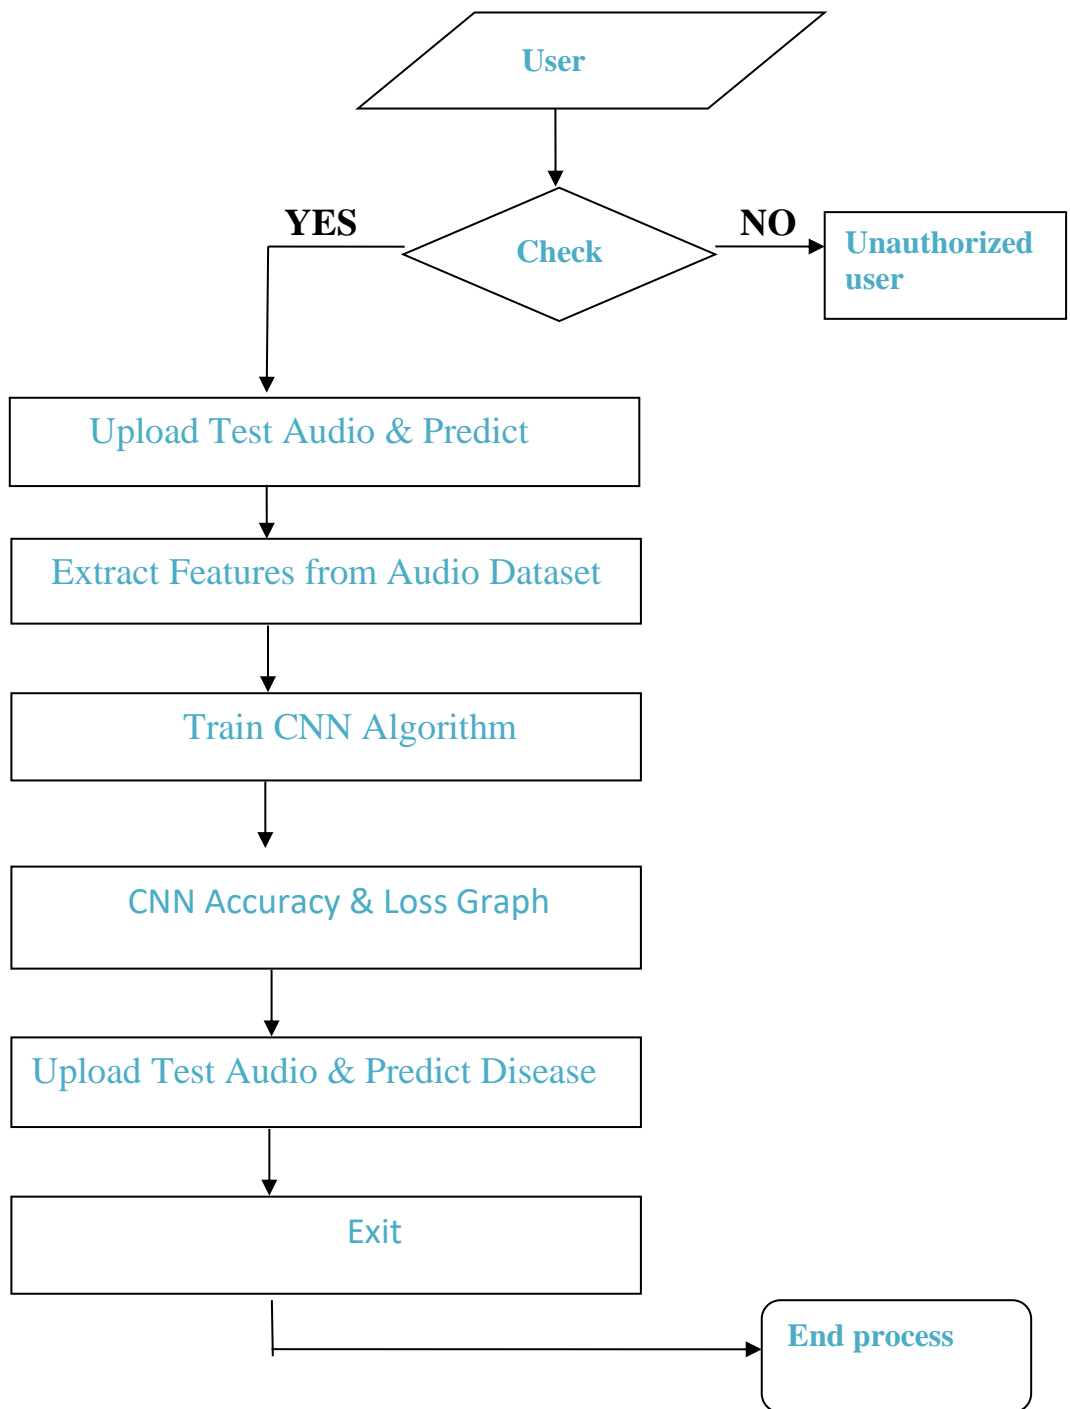 User
YES
NO
Check
Unauthorized
user
Upload Test Audio & Predict
Extract Features from Audio Dataset
Train CNN Algorithm
CNN Accuracy & Loss Graph
Upload Test Audio & Predict Disease
Exit
End process